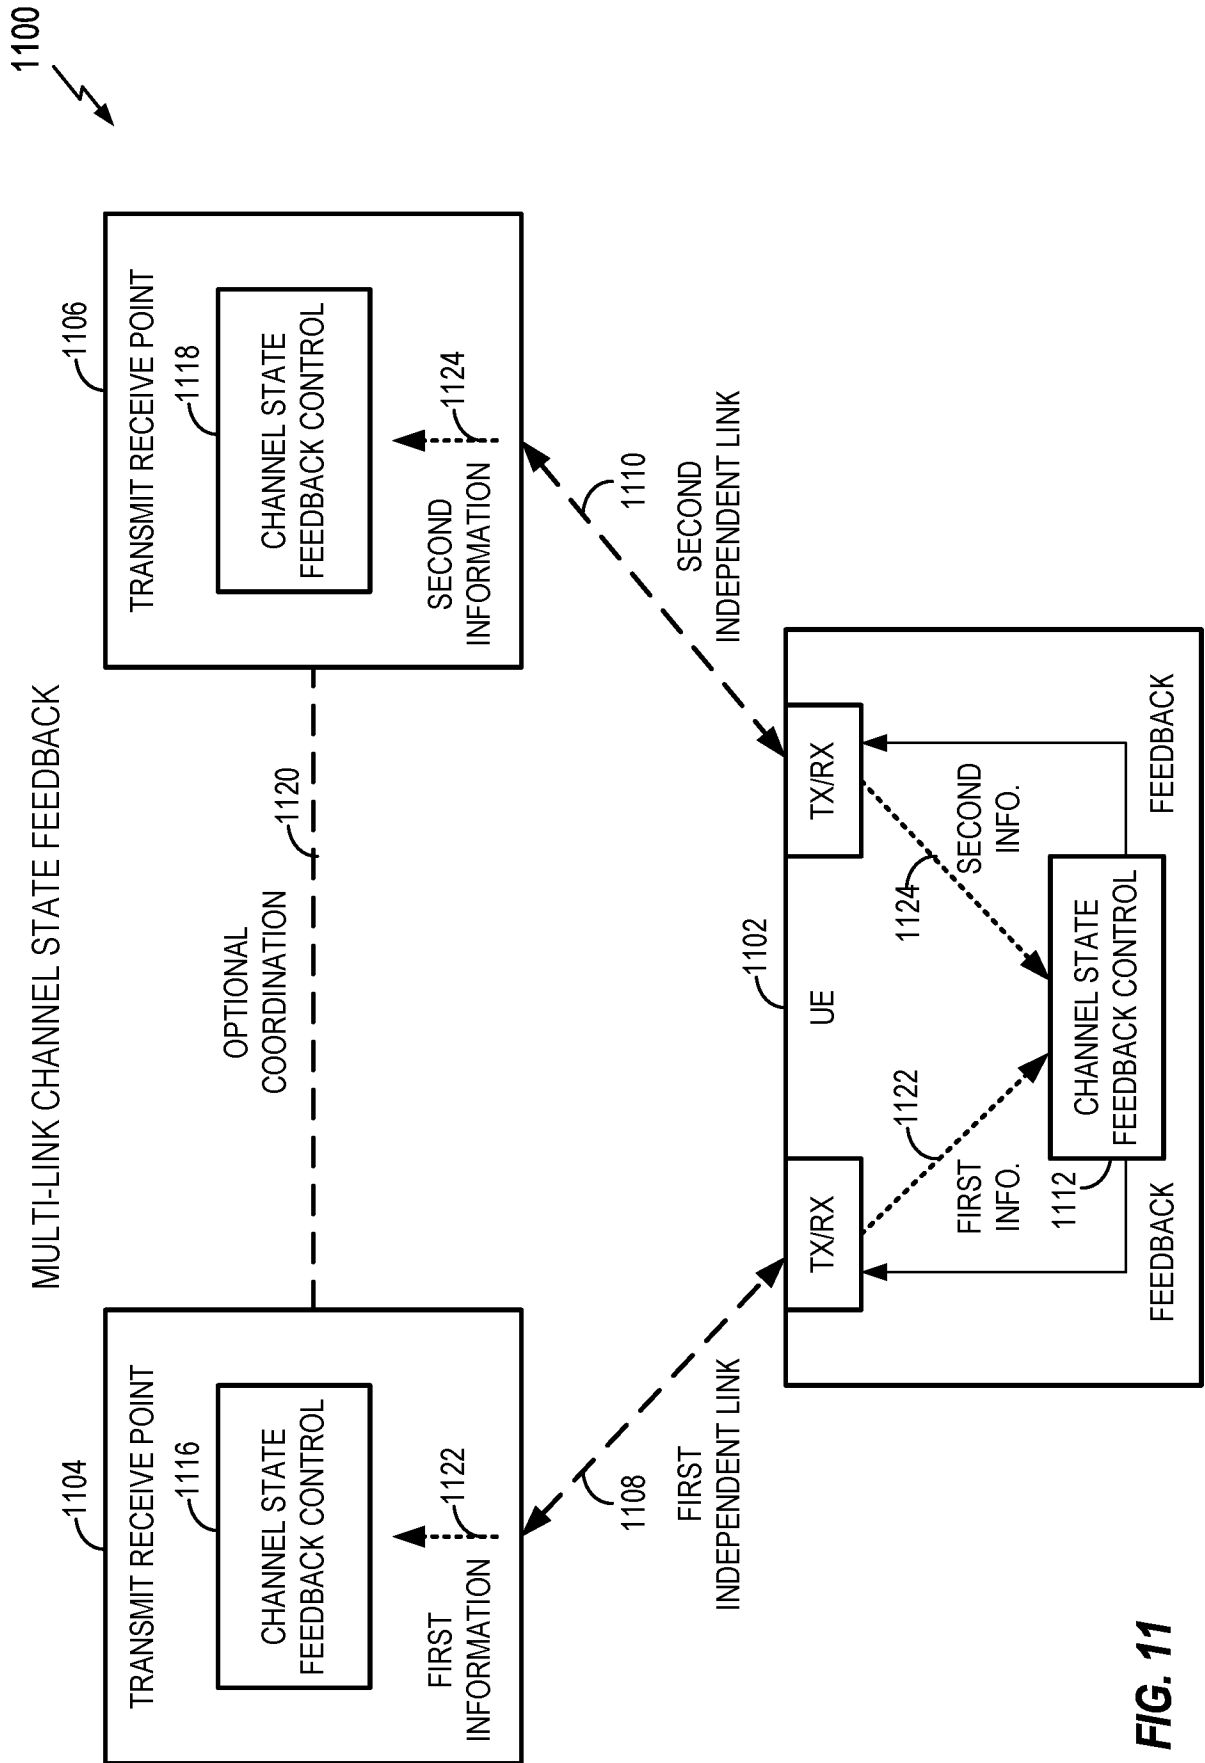 1100
MULTI-LINK CHANNEL STATE FEEDBACK
1104
TRANSMIT RECEIVE POINT
1116
CHANNEL STATE
FEEDBACK CONTROL
FIRST
INFORMATION
1122
OPTIONAL
COORDINATION
1120
1106
TRANSMIT RECEIVE POINT
1118
CHANNEL STATE
FEEDBACK CONTROL
SECOND
INFORMATION
1124
1108
FIRST
INDEPENDENT LINK
1110
SECOND
INDEPENDENT LINK
1102
UE
TX/RX
TX/RX
FIRST
INFO.
1122
1124
SECOND
INFO.
1112
CHANNEL STATE
FEEDBACK CONTROL
FEEDBACK
FEEDBACK
FIG. 11